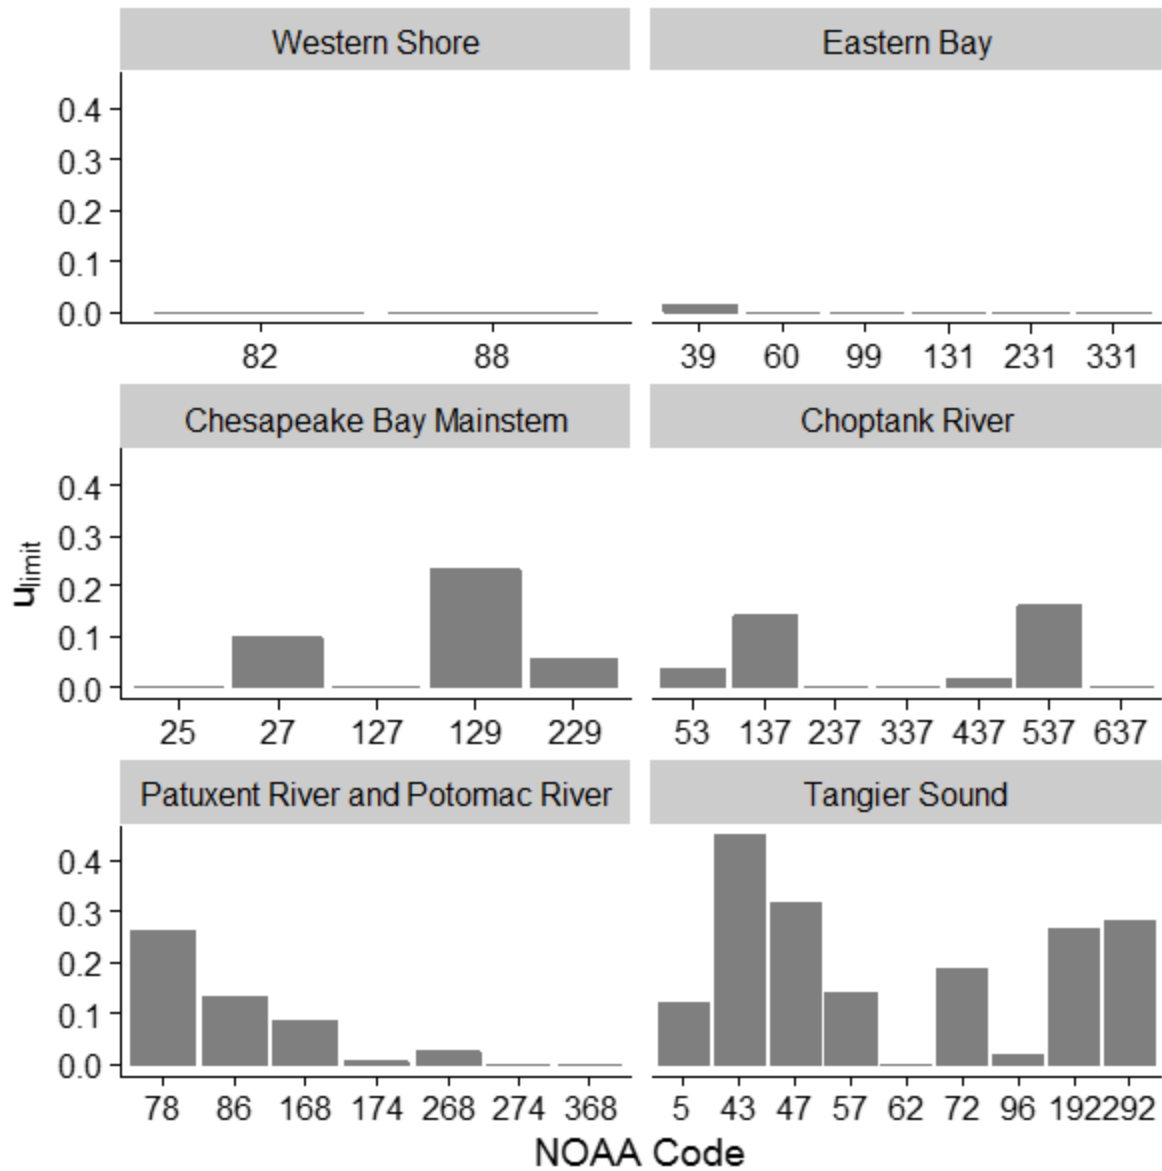 Western Shore Eastern Bay
0.4
0.3
0.2
0.1
0.0
82 88 39 60 99 131 231 331
Chesapeake Bay Mainstem Choptank River
0.4
0.3
0.2
0.1
0.0
25 27 127 129 229 53 137 237 337 437 537 637
u limit
Patuxent River and Potomac River Tangier Sound
0.4
0.3
0.2
0.1
0.0
78 86 168 174 268 274 368 5 43 47 57 62 72 96 192 292
NOAA Code